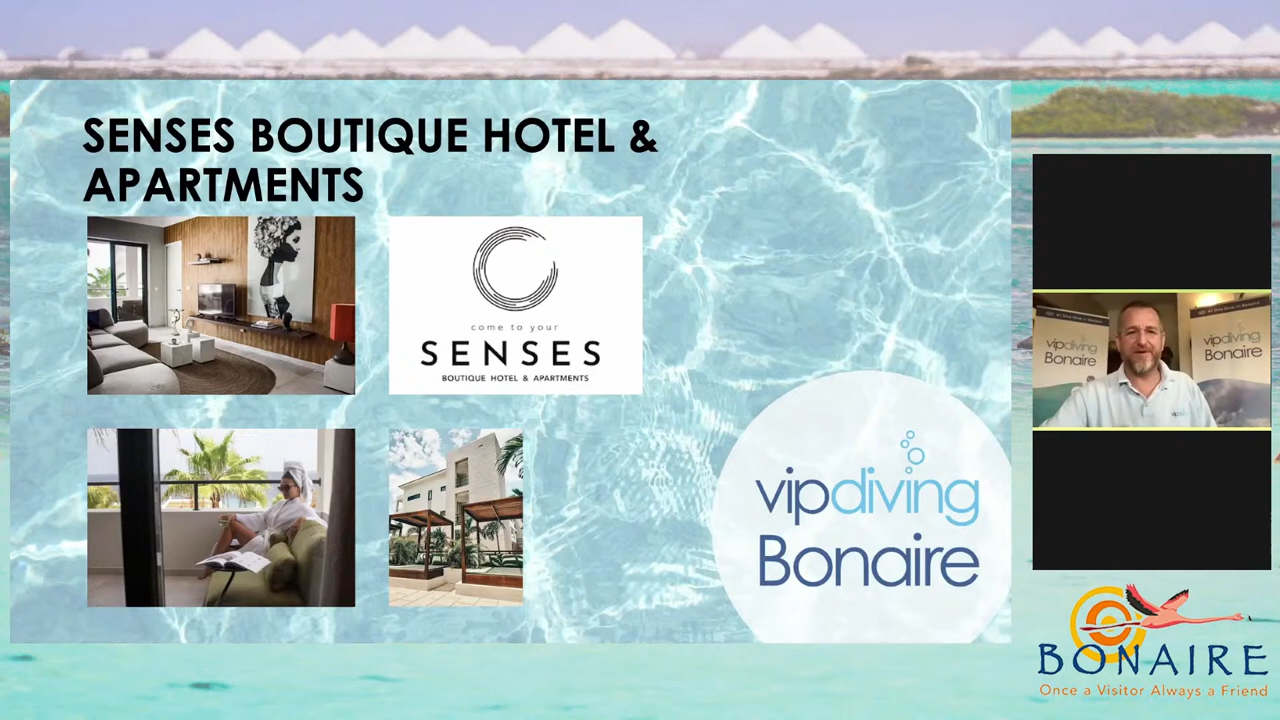 SENSES BOUTIQUE HOTEL &
APARTMENTS
come to your
SENSES
BOUTIQUE HOTEL & APARTMENTS
vipdiving
Bonaire
vipdiving
Bonaire
vipdiving
Bonaire
BONAIRE
Once a Visitor Always a Friend